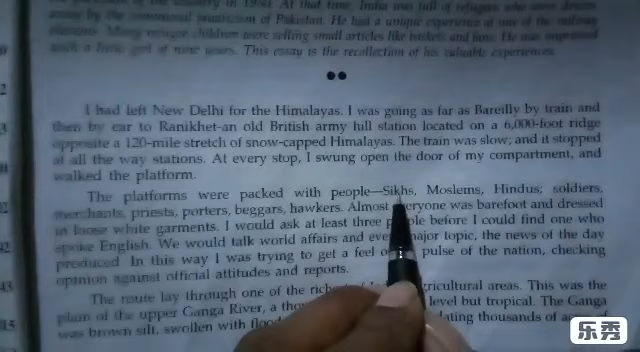 away by the communal fanaticism of Pakistan. He had a unique experience at one of the railway
stations. Many refugee children were selling small articles like baskets and fans. He was impressed
with a little girl of nine years. This essay is the recollection of his valuable experiences.
I had left New Delhi for the Himalayas. I was going as far as Bareilly by train and
then by car to Ranikhet-an old British army hill station located on a 6,000-foot ridge
opposite a 120-mile stretch of snow-capped Himalayas. The train was slow; and it stopped
at all the way stations. At every stop, I swung open the door of my compartment, and
walked the platform.
The platforms were packed with people—Sikhs, Moslems, Hindus; soldiers,
merchants, priests, porters, beggars, hawkers. Almost everyone was barefoot and dressed
in loose white garments. I would ask at least three people before I could find one who
spoke English. We would talk world affairs and every major topic, the news of the day
produced. In this way I was trying to get a feel of pulse of the nation, checking
opinion against official attitudes and reports.
The route lay through one of the agricultural areas. This was the
plain of the upper Ganga River, a level but tropical. The Ganga
was brown silt, swollen with thousands of
乐秀